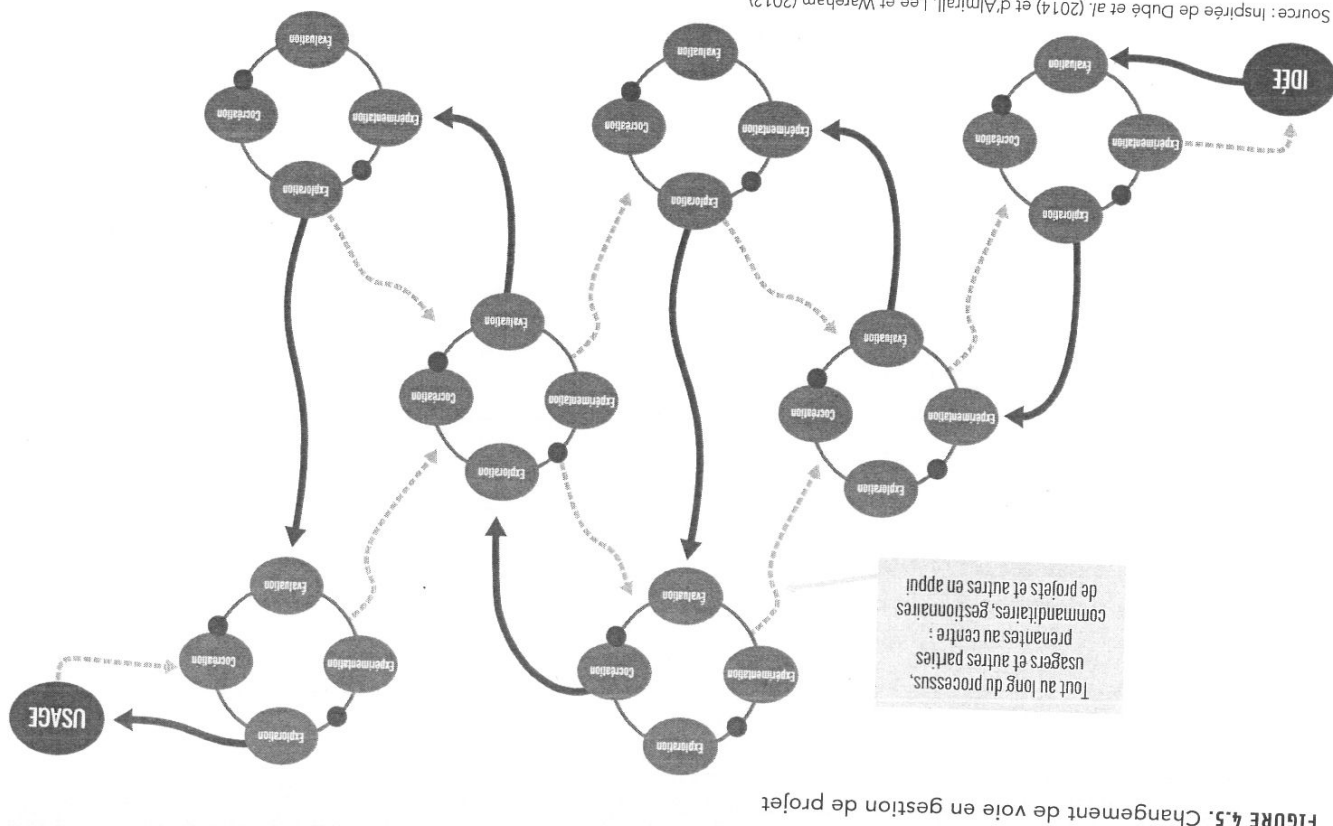 FIGURE 4.5. Changement de voie en gestion de projet
Tout au long du processus,
usagers et autres parties
prenantes au centre :
commanditaires, gestionnaires
de projets et autres en appui
Exploration
Expérimentation
Cocréation
Évaluation
Exploration
Expérimentation
Cocréation
Évaluation
USAGE
Exploration
Expérimentation
Cocréation
Évaluation
Exploration
Expérimentation
Cocréation
Évaluation
Exploration
Expérimentation
Cocréation
Évaluation
Exploration
Expérimentation
Cocréation
Évaluation
Exploration
Expérimentation
Cocréation
Évaluation
IDÉE
Source : Inspirée de Dubé et al. (2014) et d'Almirall, Lee et Wareham (2012)